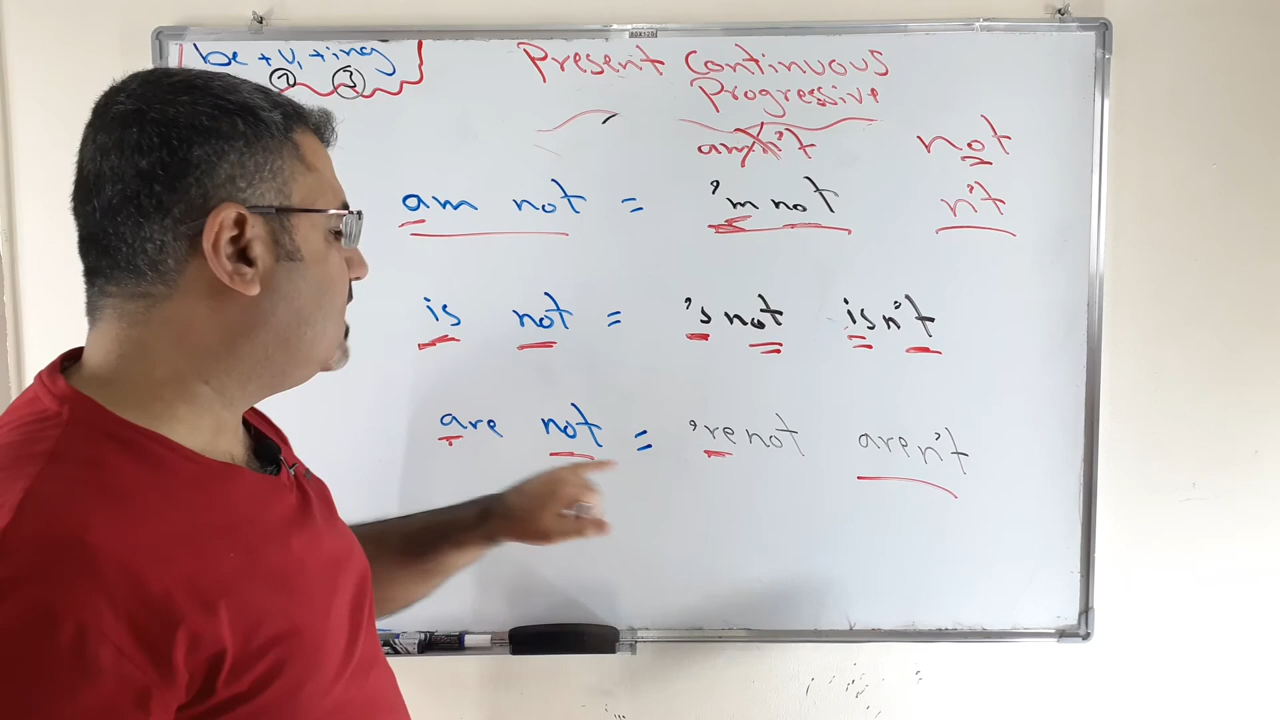 be + V₁ + ing
② ③
Present Continuous
Progressive
amn't
not
am not = 'm not
n't
is not = 's not isn't
are not = 're not aren't